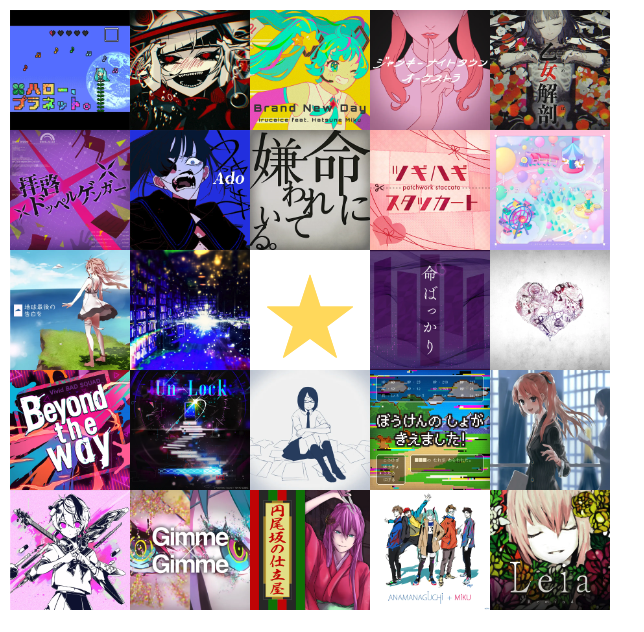 ハロー、
プラネット。
Brand New Day
irucaice feat. Hatsune Miku
ジャンキーナイトタウン
オーケストラ
女解剖
拝啓
ドッペルゲンガー
Ado
命に
嫌われて
いる。
ツギハギ
patchwork staccato
スタッカート
地球最後の
告白を
命ばっかり
Vivid BAD SQUAD
Beyond
the
way
Un-Lock
ぼうけんのしょが
きえました!
Gimme
Gimme
円尾坂の仕立屋
ANAMANAGUCHI + MIKU
Leia